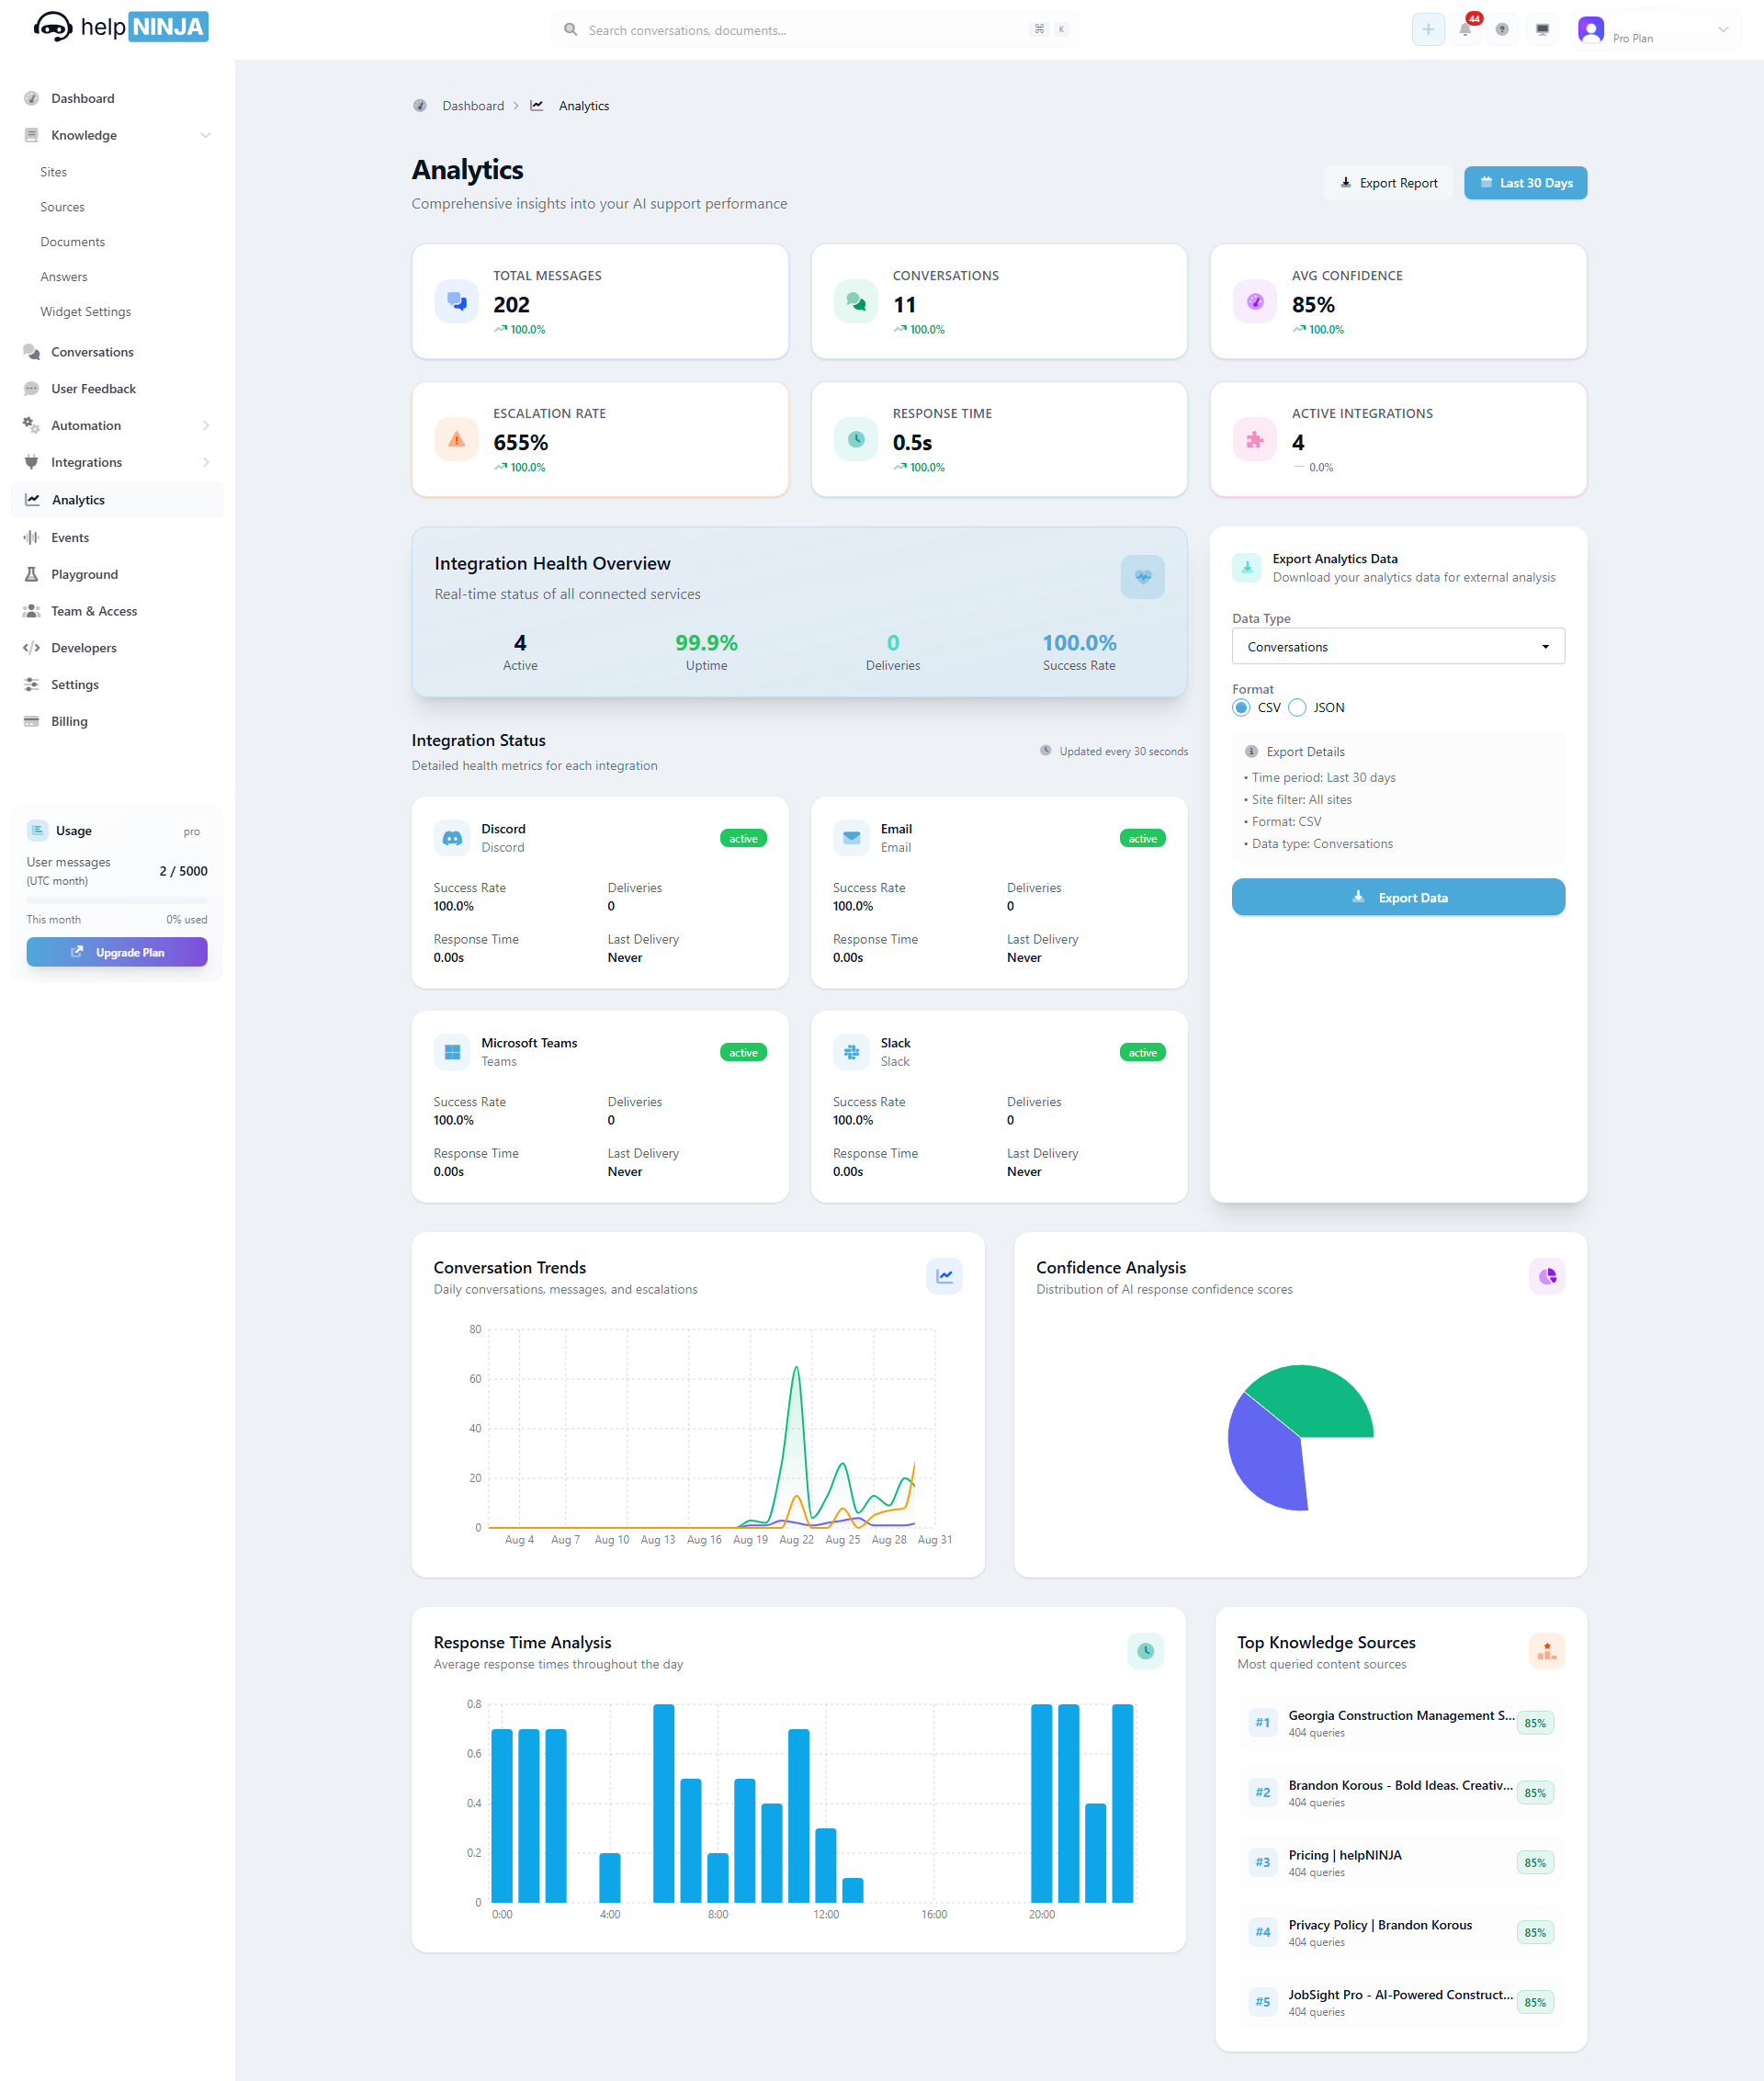 help NINJA
Search conversations, documents...
⌘ K
44
Pro Plan
Dashboard
Knowledge
Sites
Sources
Documents
Answers
Widget Settings
Conversations
User Feedback
Automation
Integrations
Analytics
Events
Playground
Team & Access
Developers
Settings
Billing
Usage
pro
User messages
(UTC month)
2 / 5000
This month
0% used
Upgrade Plan
Dashboard > Analytics
Analytics
Comprehensive insights into your AI support performance
Export Report
Last 30 Days
TOTAL MESSAGES
202
100.0%
CONVERSATIONS
11
100.0%
AVG CONFIDENCE
85%
100.0%
ESCALATION RATE
655%
100.0%
RESPONSE TIME
0.5s
100.0%
ACTIVE INTEGRATIONS
4
0.0%
Integration Health Overview
Real-time status of all connected services
4
Active
99.9%
Uptime
0
Deliveries
100.0%
Success Rate
Export Analytics Data
Download your analytics data for external analysis
Data Type
Conversations
Format
CSV
JSON
Export Details
• Time period: Last 30 days
• Site filter: All sites
• Format: CSV
• Data type: Conversations
Export Data
Integration Status
Detailed health metrics for each integration
Updated every 30 seconds
Discord
Discord
active
Success Rate
100.0%
Deliveries
0
Response Time
0.00s
Last Delivery
Never
Email
Email
active
Success Rate
100.0%
Deliveries
0
Response Time
0.00s
Last Delivery
Never
Microsoft Teams
Teams
active
Success Rate
100.0%
Deliveries
0
Response Time
0.00s
Last Delivery
Never
Slack
Slack
active
Success Rate
100.0%
Deliveries
0
Response Time
0.00s
Last Delivery
Never
Conversation Trends
Daily conversations, messages, and escalations
80
60
40
20
0
Aug 4 Aug 7 Aug 10 Aug 13 Aug 16 Aug 19 Aug 22 Aug 25 Aug 28 Aug 31
Confidence Analysis
Distribution of AI response confidence scores
Response Time Analysis
Average response times throughout the day
0.8
0.6
0.4
0.2
0
0:00 4:00 8:00 12:00 16:00 20:00
Top Knowledge Sources
Most queried content sources
#1
Georgia Construction Management S...
404 queries
85%
#2
Brandon Korous - Bold Ideas. Creativ...
404 queries
85%
#3
Pricing | helpNINJA
404 queries
85%
#4
Privacy Policy | Brandon Korous
404 queries
85%
#5
JobSight Pro - AI-Powered Construct...
404 queries
85%